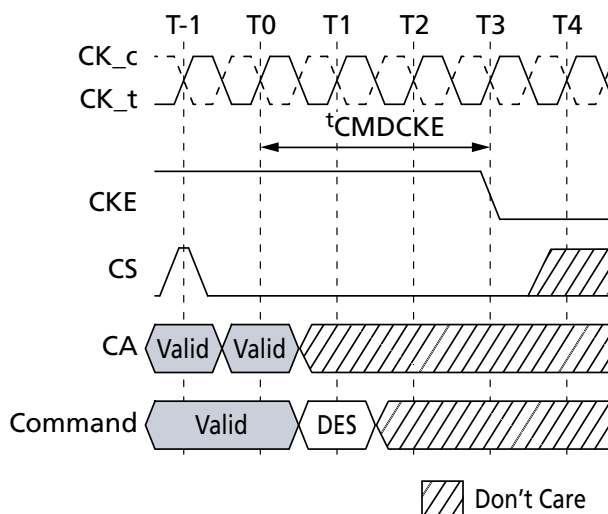 T-1 T0 T1 T2 T3 T4
CK_c
CK_t
tCMDCKE
CKE
CS
CA Valid Valid
Command Valid DES
Don't Care